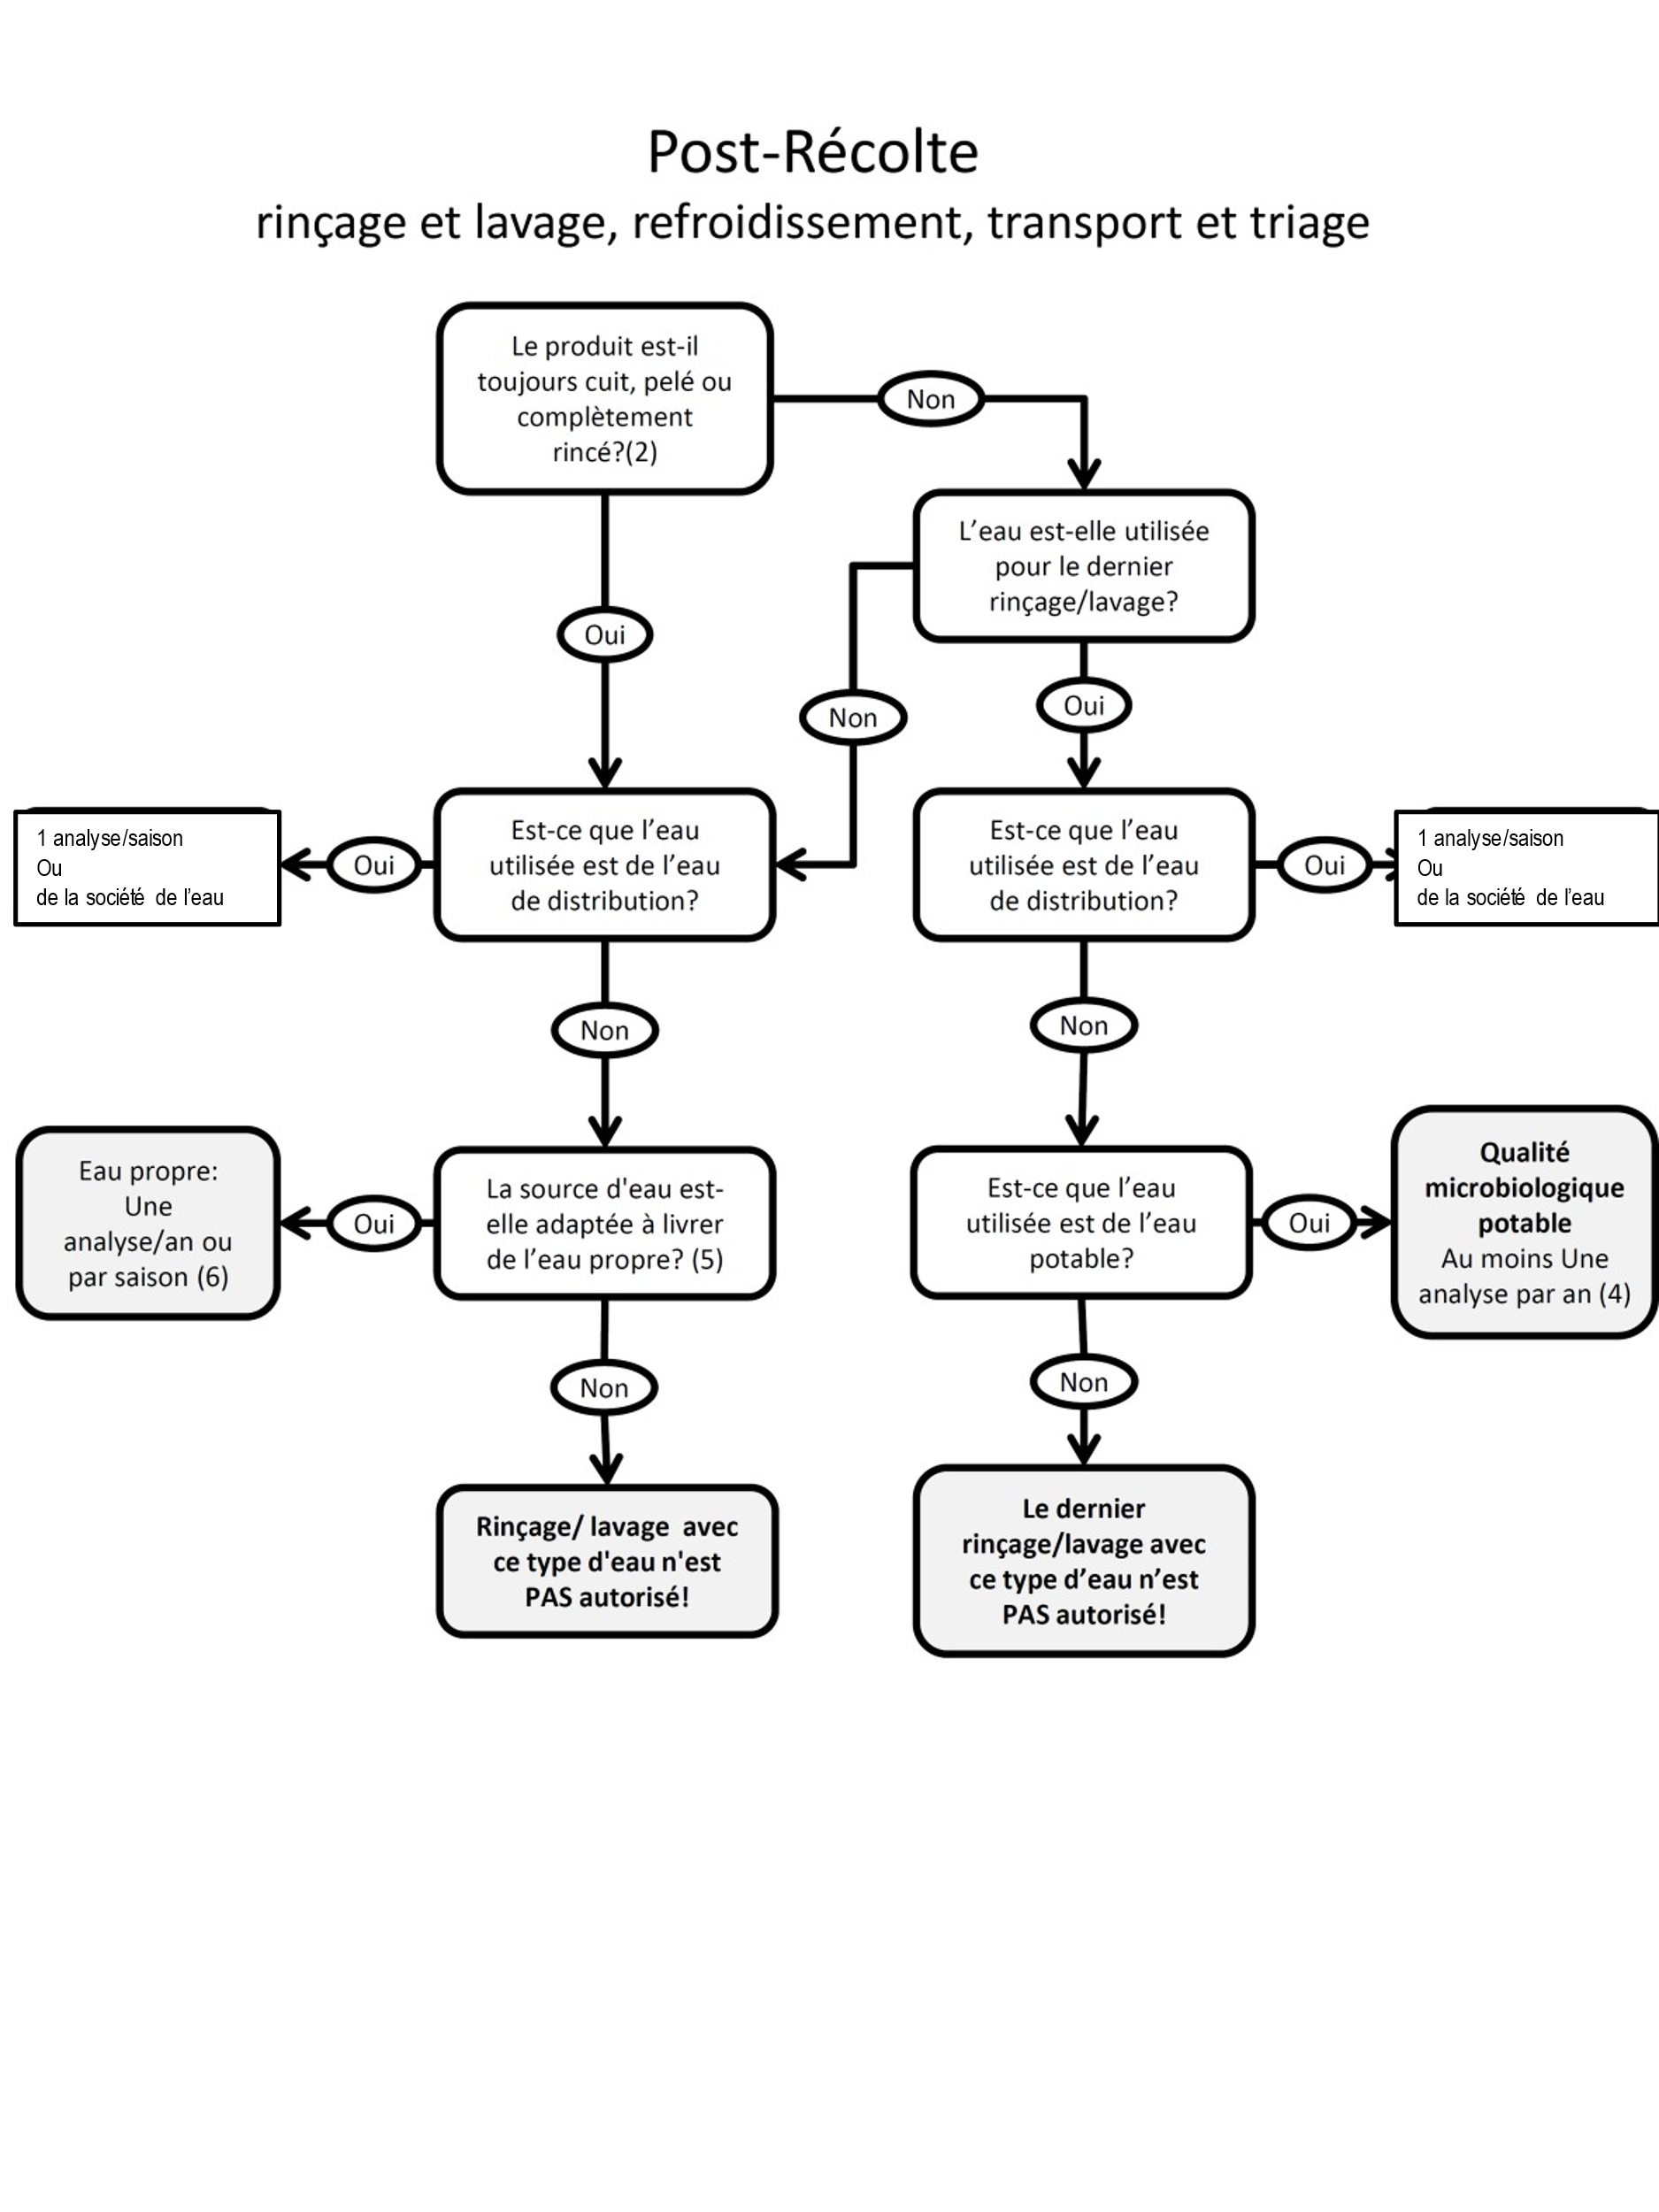 Post-Récolte
rinçage et lavage, refroidissement, transport et triage
Le produit est-il
toujours cuit, pelé ou
complètement
rincé?(2)
Non
L’eau est-elle utilisée
pour le dernier
rinçage/lavage?
Oui
Non
Oui
1 analyse/saison
Ou
de la société de l’eau
Oui
Est-ce que l’eau
utilisée est de l’eau
de distribution?
Est-ce que l’eau
utilisée est de l’eau
de distribution?
Oui
1 analyse/saison
Ou
de la société de l’eau
Non
Non
Eau propre:
Une
analyse/an ou
par saison (6)
Oui
La source d'eau est-
elle adaptée à livrer
de l’eau propre? (5)
Est-ce que l’eau
utilisée est de l’eau
potable?
Oui
Qualité
microbiologique
potable
Au moins Une
analyse par an (4)
Non
Non
Rinçage/ lavage avec
ce type d'eau n'est
PAS autorisé!
Le dernier
rinçage/lavage avec
ce type d’eau n’est
PAS autorisé!